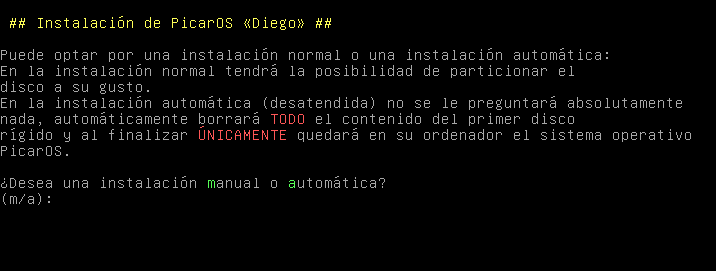 ## Instalación de PicarOS «Diego» ##
Puede optar por una instalación normal o una instalación automática:
En la instalación normal tendrá la posibilidad de particionar el
disco a su gusto.
En la instalación automática (desatendida) no se le preguntará absolutamente
nada, automáticamente borrará TODO el contenido del primer disco
rígido y al finalizar ÚNICAMENTE quedará en su ordenador el sistema operativo
PicarOS.
¿Desea una instalación manual o automática?
(m/a):